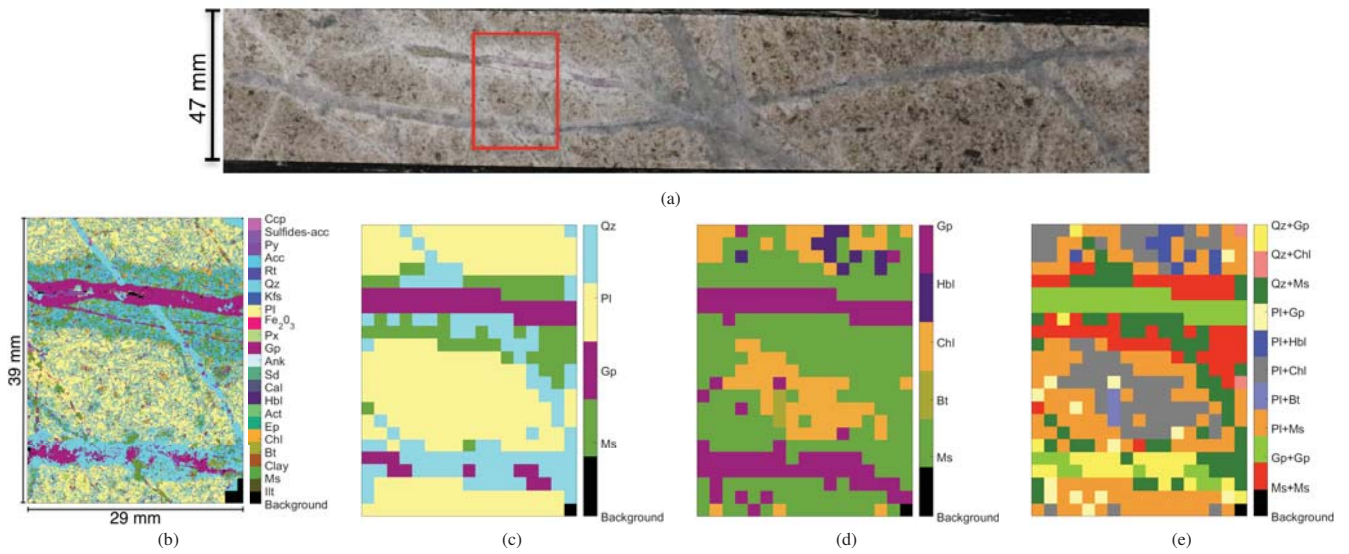 47 mm
(a)
39 mm
29 mm
Ccp
Sulfides-acc
Py
Acc
Rt
Qz
Kfs
Pl
Fe₂0₃
Px
Gp
Ank
Sd
Cal
Hbl
Act
Ep
Chl
Bt
Clay
Ms
Ilt
Background
(b)
Qz
Pl
Gp
Ms
Background
(c)
Gp
Hbl
Chl
Bt
Ms
Background
(d)
Qz+Gp
Qz+Chl
Qz+Ms
Pl+Gp
Pl+Hbl
Pl+Chl
Pl+Bt
Pl+Ms
Gp+Gp
Ms+Ms
Background
(e)